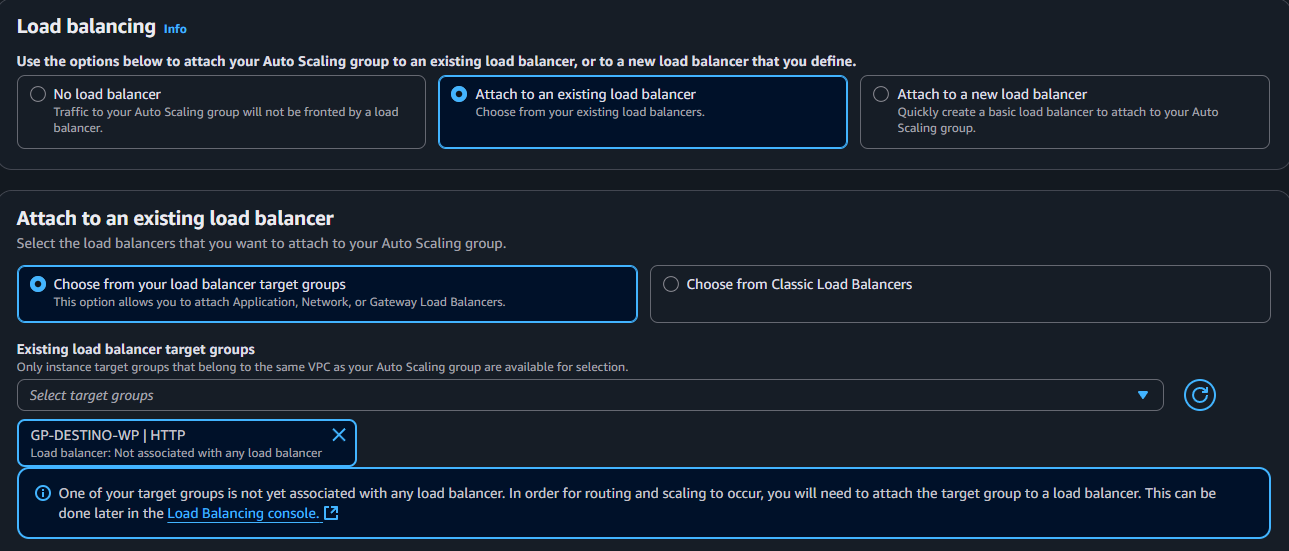 Load balancing Info
Use the options below to attach your Auto Scaling group to an existing load balancer, or to a new load balancer that you define.
No load balancer
Traffic to your Auto Scaling group will not be fronted by a load
balancer.
Attach to an existing load balancer
Choose from your existing load balancers.
Attach to a new load balancer
Quickly create a basic load balancer to attach to your Auto
Scaling group.
Attach to an existing load balancer
Select the load balancers that you want to attach to your Auto Scaling group.
Choose from your load balancer target groups
This option allows you to attach Application, Network, or Gateway Load Balancers.
Choose from Classic Load Balancers
Existing load balancer target groups
Only instance target groups that belong to the same VPC as your Auto Scaling group are available for selection.
Select target groups
GP-DESTINO-WP | HTTP
Load balancer: Not associated with any load balancer
One of your target groups is not yet associated with any load balancer. In order for routing and scaling to occur, you will need to attach the target group to a load balancer. This can be
done later in the Load Balancing console.